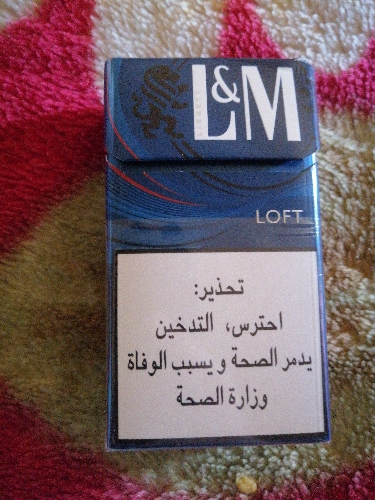 L&M
LOFT
تحذير:
احترس، التدخين
يدمر الصحة و يسبب الوفاة
وزارة الصحة